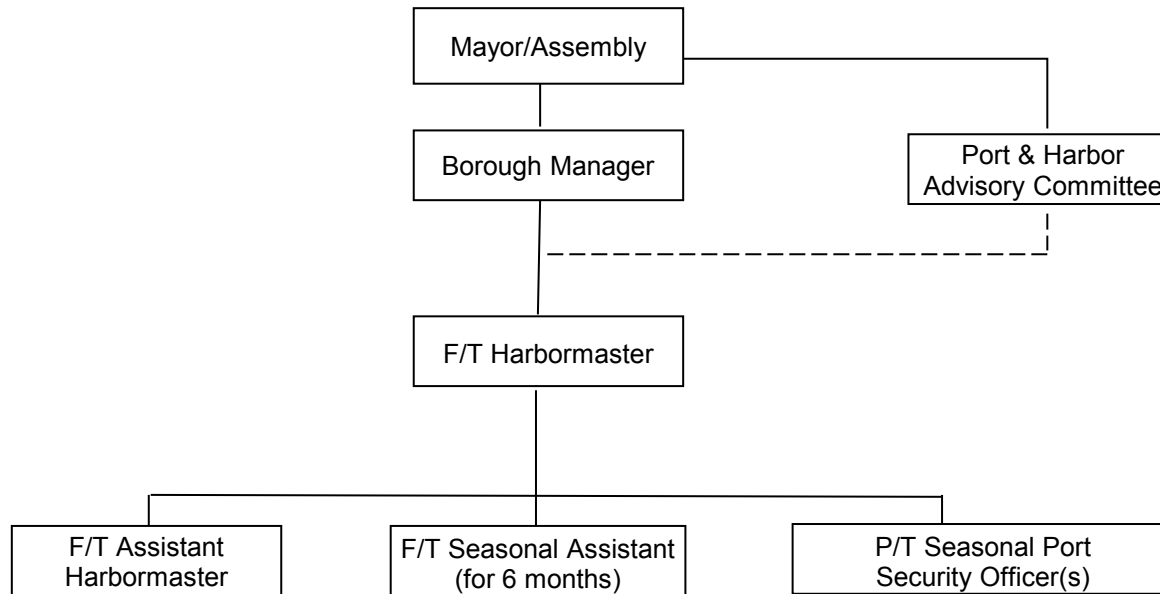 Mayor/Assembly
Borough Manager
Port & Harbor
Advisory Committee
F/T Harbormaster
F/T Assistant
Harbormaster
F/T Seasonal Assistant
(for 6 months)
P/T Seasonal Port
Security Officer(s)